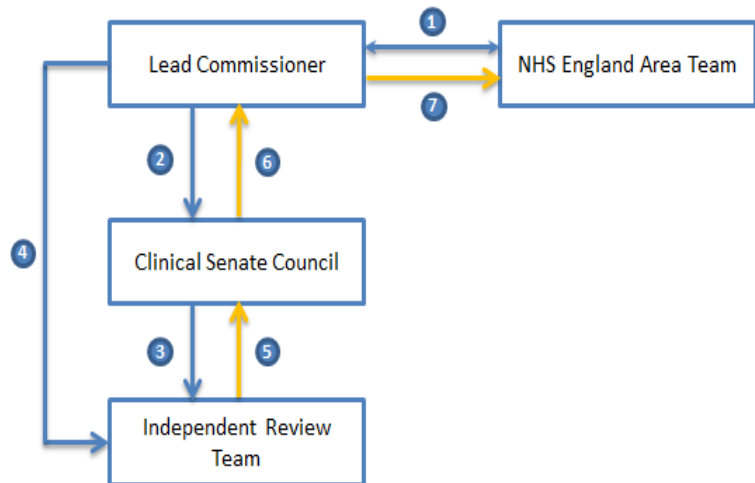 1
Lead Commissioner
NHS England Area Team
7
2
6
4
Clinical Senate Council
3
5
Independent Review
Team